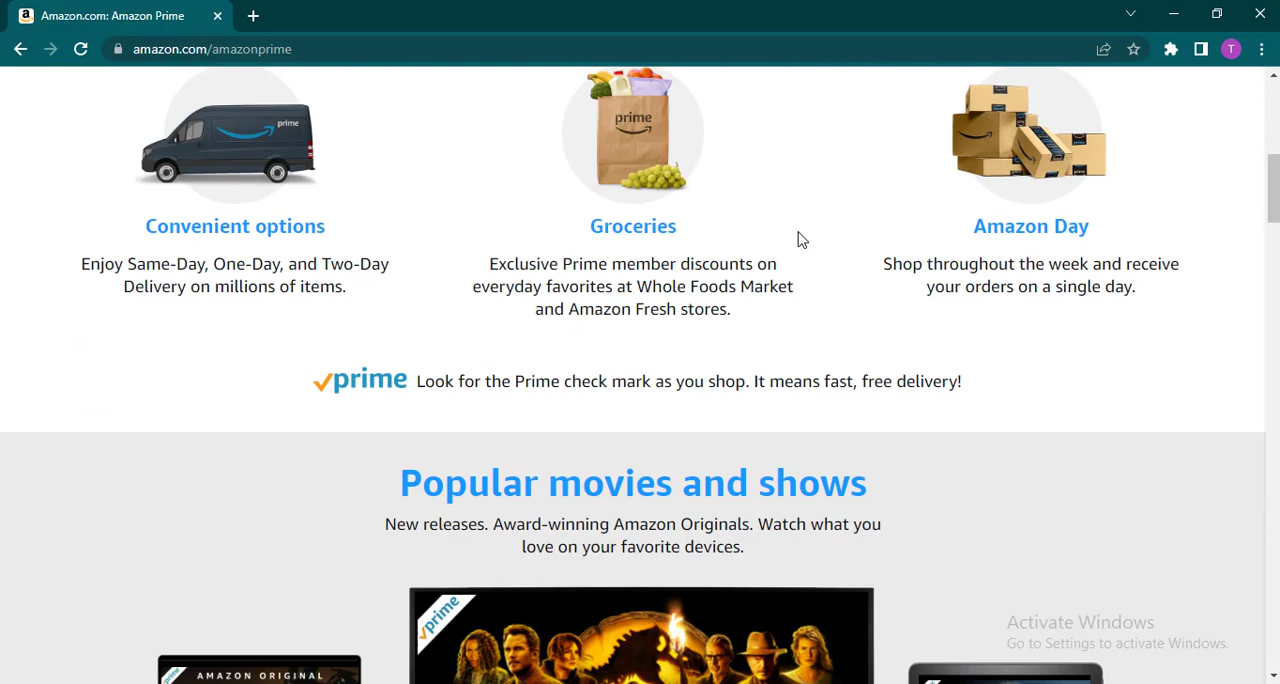 Amazon.com: Amazon Prime
amazon.com/amazonprime
T
prime
prime
Convenient options
Groceries
Amazon Day
Enjoy Same-Day, One-Day, and Two-Day
Delivery on millions of items.
Exclusive Prime member discounts on
everyday favorites at Whole Foods Market
and Amazon Fresh stores.
Shop throughout the week and receive
your orders on a single day.
prime Look for the Prime check mark as you shop. It means fast, free delivery!
Popular movies and shows
New releases. Award-winning Amazon Originals. Watch what you
love on your favorite devices.
prime
prime
AMAZON ORIGINAL
Activate Windows
Go to Settings to activate Windows.